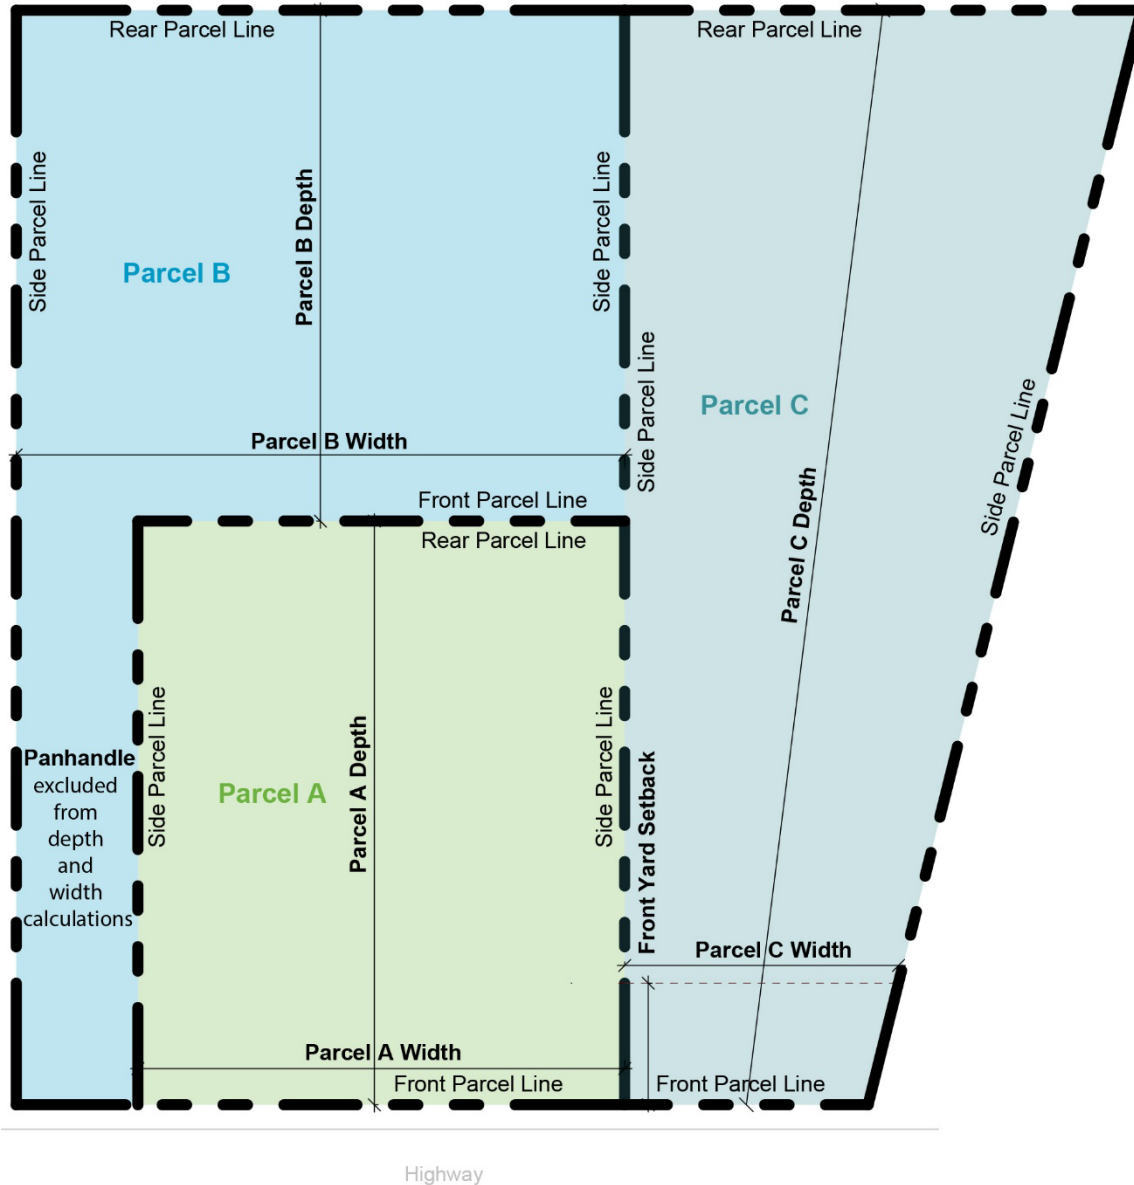 Rear Parcel Line
Rear Parcel Line
Side Parcel Line
Parcel B Depth
Side Parcel Line
Parcel B
Side Parcel Line
Parcel C
Side Parcel Line
Parcel B Width
Parcel C Depth
Front Parcel Line
Rear Parcel Line
Side Parcel Line
Parcel A Depth
Side Parcel Line
Panhandle
excluded
from
depth
and
width
calculations
Parcel A
Front Yard Setback
Parcel C Width
Parcel A Width
Front Parcel Line
Front Parcel Line
Highway